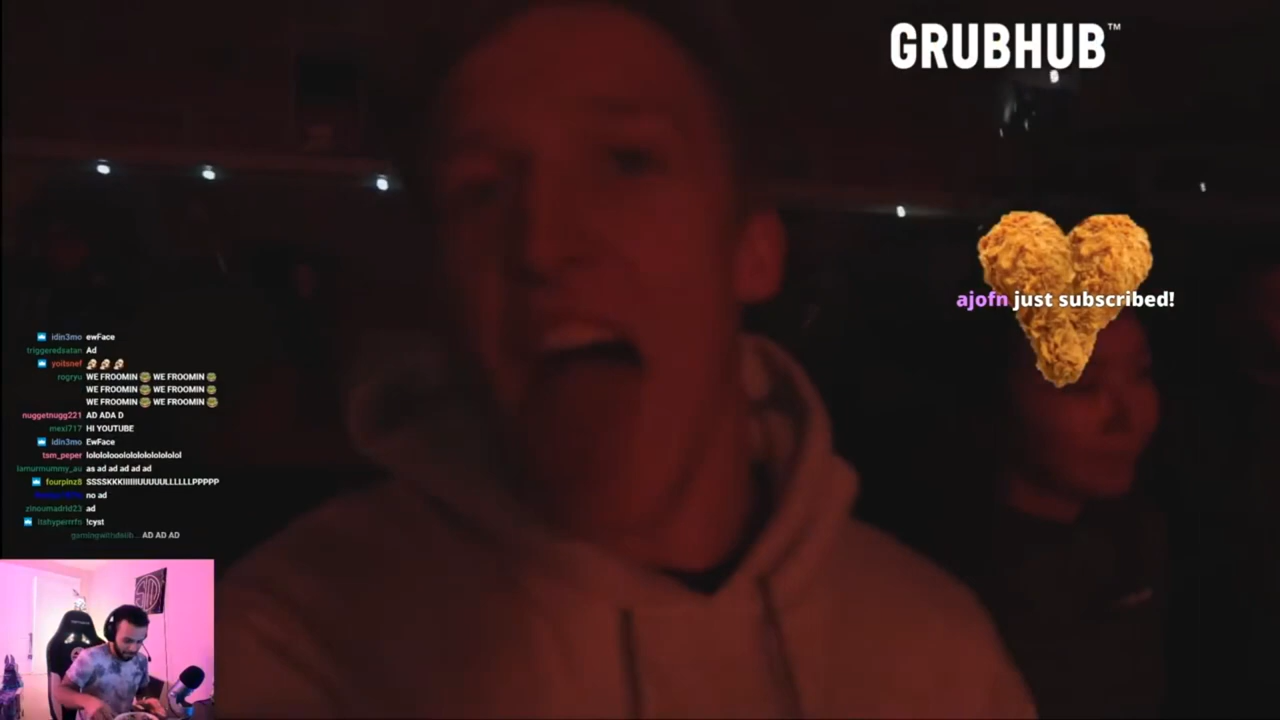 GRUBHUB™
ajofn just subscribed!
idin3mo ewFace
triggeredsatan Ad
yoitsnef
rogryu WE FROOMIN WE FROOMIN
WE FROOMIN WE FROOMIN
WE FROOMIN WE FROOMIN
nuggetnugg221 AD ADA D
mexi717 HI YOUTUBE
idin3mo EwFace
tsm_peper
iamurmummy_au as ad ad ad ad ad
fourpinz8
no ad
zinoumadrid23 ad
itshyperrrfo !cyst
AD AD AD